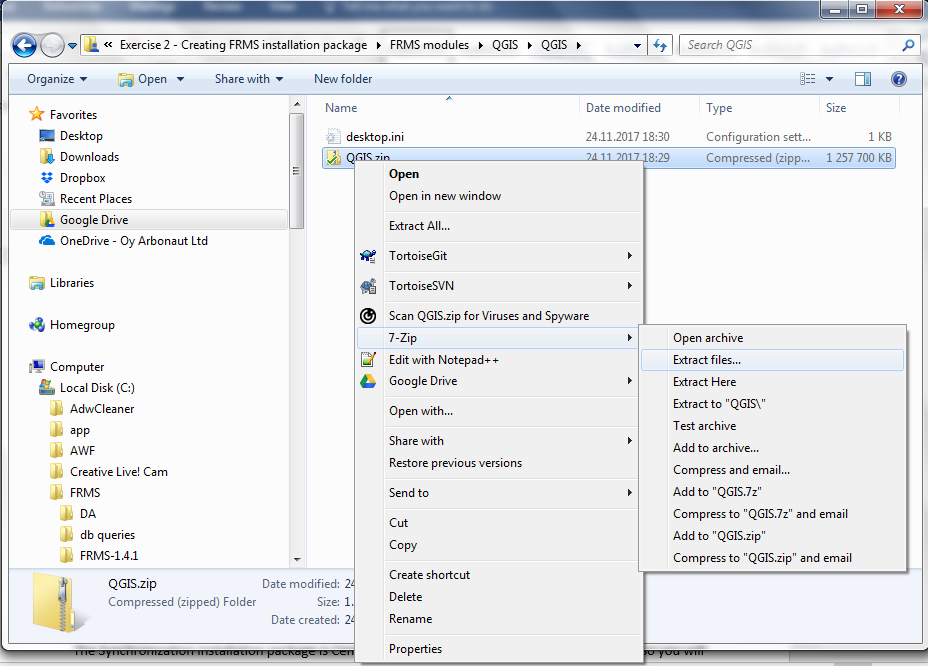 « Exercise 2 - Creating FRMS installation package ▸ FRMS modules ▸ QGIS ▸ QGIS ▸
Search QGIS
Organize Open Share with New folder
Name Date modified Type Size
desktop.ini 24.11.2017 18:30 Configuration sett... 1 KB
QGIS.zip 24.11.2017 18:29 Compressed (zipp... 1 257 700 KB
Favorites
Desktop
Downloads
Dropbox
Recent Places
Google Drive
OneDrive - Oy Arbonaut Ltd
Libraries
Homegroup
Computer
Local Disk (C:)
AdwCleaner
app
AWF
Creative Live! Cam
FRMS
DA
db queries
FRMS-1.4.1
Open
Open in new window
Extract All...
TortoiseGit
TortoiseSVN
Scan QGIS.zip for Viruses and Spyware
7-Zip
Edit with Notepad++
Google Drive
Open with...
Share with
Restore previous versions
Send to
Cut
Copy
Create shortcut
Delete
Rename
Properties
Open archive
Extract files...
Extract Here
Extract to "QGIS\"
Test archive
Add to archive...
Compress and email...
Add to "QGIS.7z"
Compress to "QGIS.7z" and email
Add to "QGIS.zip"
Compress to "QGIS.zip" and email
QGIS.zip Date modified: 24
Compressed (zipped) Folder Size: 1.
Date created: 24
The Synchronization installation package is so you will